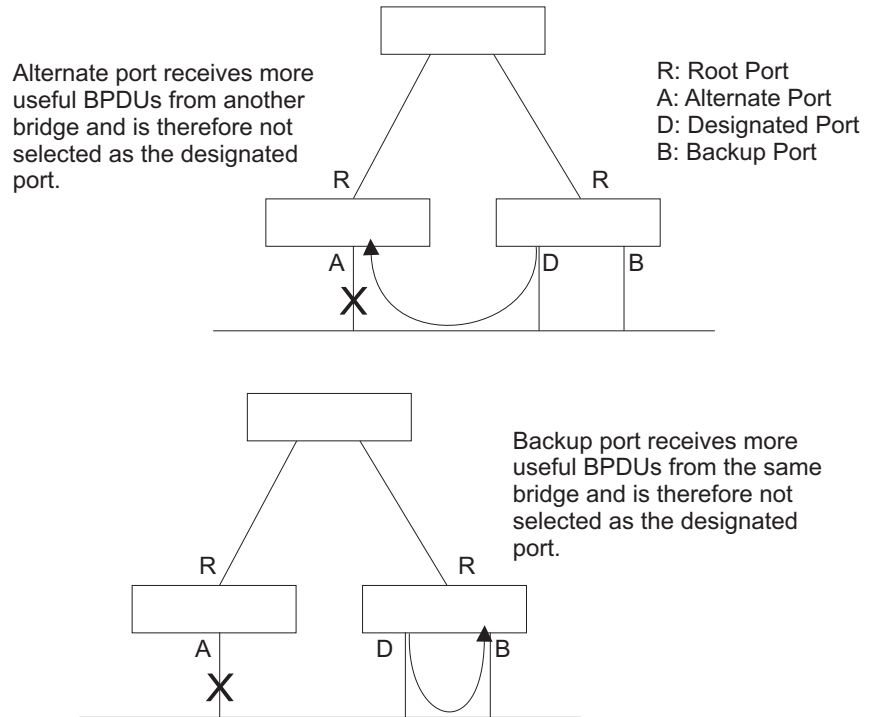 Alternate port receives more
useful BPDUs from another
bridge and is therefore not
selected as the designated
port.
R: Root Port
A: Alternate Port
D: Designated Port
B: Backup Port
R
R
A
D
B
X
Backup port receives more
useful BPDUs from the same
bridge and is therefore not
selected as the designated
port.
R
R
A
D
B
X